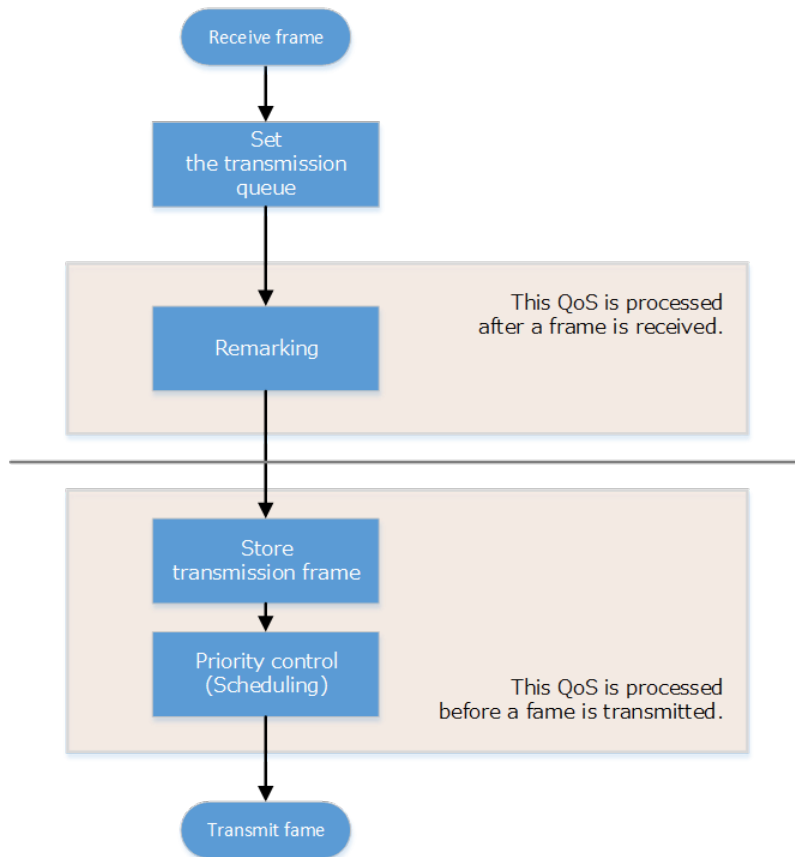 Receive frame
Set
the transmission
queue
This QoS is processed
after a frame is received.
Remarking
Store
transmission frame
Priority control
(Scheduling)
This QoS is processed
before a fame is transmitted.
Transmit fame